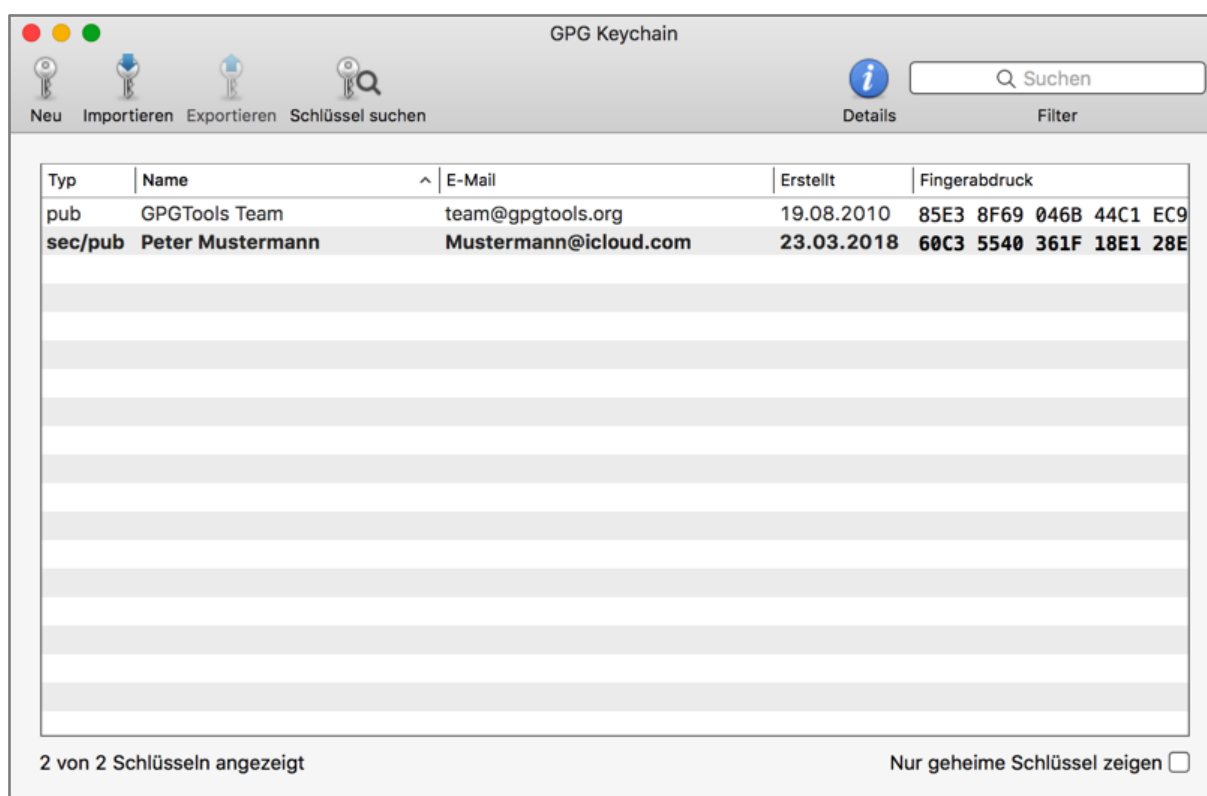 GPG Keychain
Neu Importieren Exportieren Schlüssel suchen Details Suchen Filter
Typ Name E-Mail Erstellt Fingerabdruck
pub GPGTools Team team@gpgtools.org 19.08.2010 85E3 8F69 046B 44C1 EC9
sec/pub Peter Mustermann Mustermann@icloud.com 23.03.2018 60C3 5540 361F 18E1 28E
2 von 2 Schlüsseln angezeigt Nur geheime Schlüssel zeigen